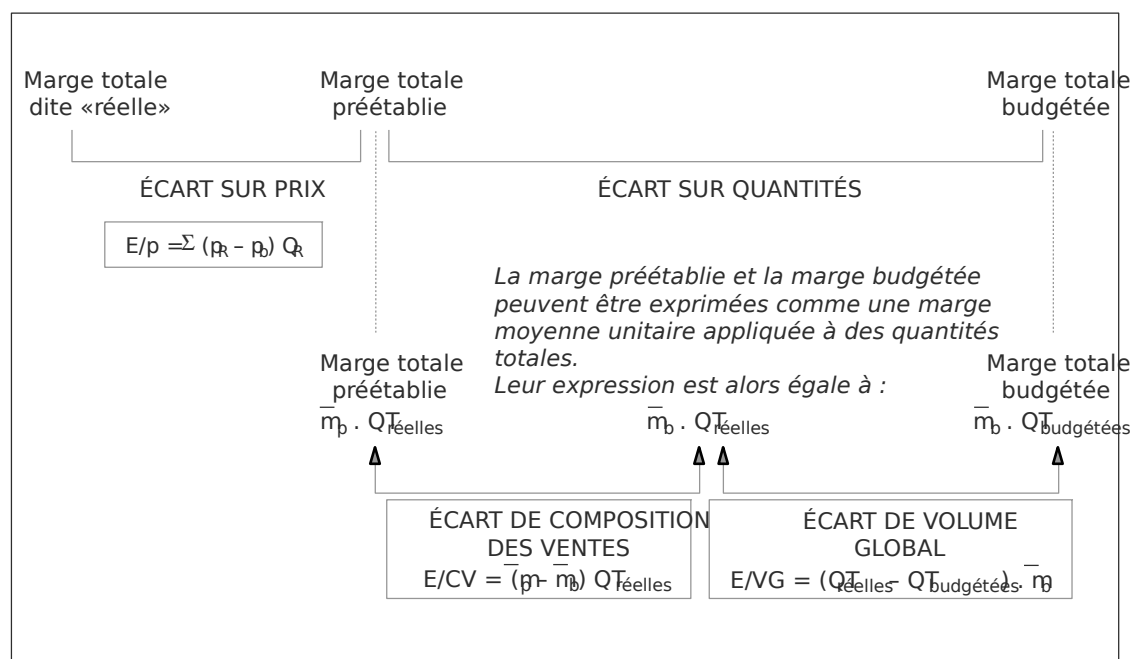 Marge totale
dite «réelle»
Marge totale
préétablie
Marge totale
budgétée
ÉCART SUR PRIX
ÉCART SUR QUANTITÉS
E/p = Σ (pR – pb) QR
La marge préétablie et la marge budgétée
peuvent être exprimées comme une marge
moyenne unitaire appliquée à des quantités
totales.
Leur expression est alors égale à :
Marge totale
préétablie
Marge totale
budgétée
m̅p . QTréelles
m̅b . QTréelles
m̅b . QTbudgétées
ÉCART DE COMPOSITION
DES VENTES
E/CV = (m̅p – m̅b) QTréelles
ÉCART DE VOLUME
GLOBAL
E/VG = (QTréelles – QTbudgétées) . m̅b